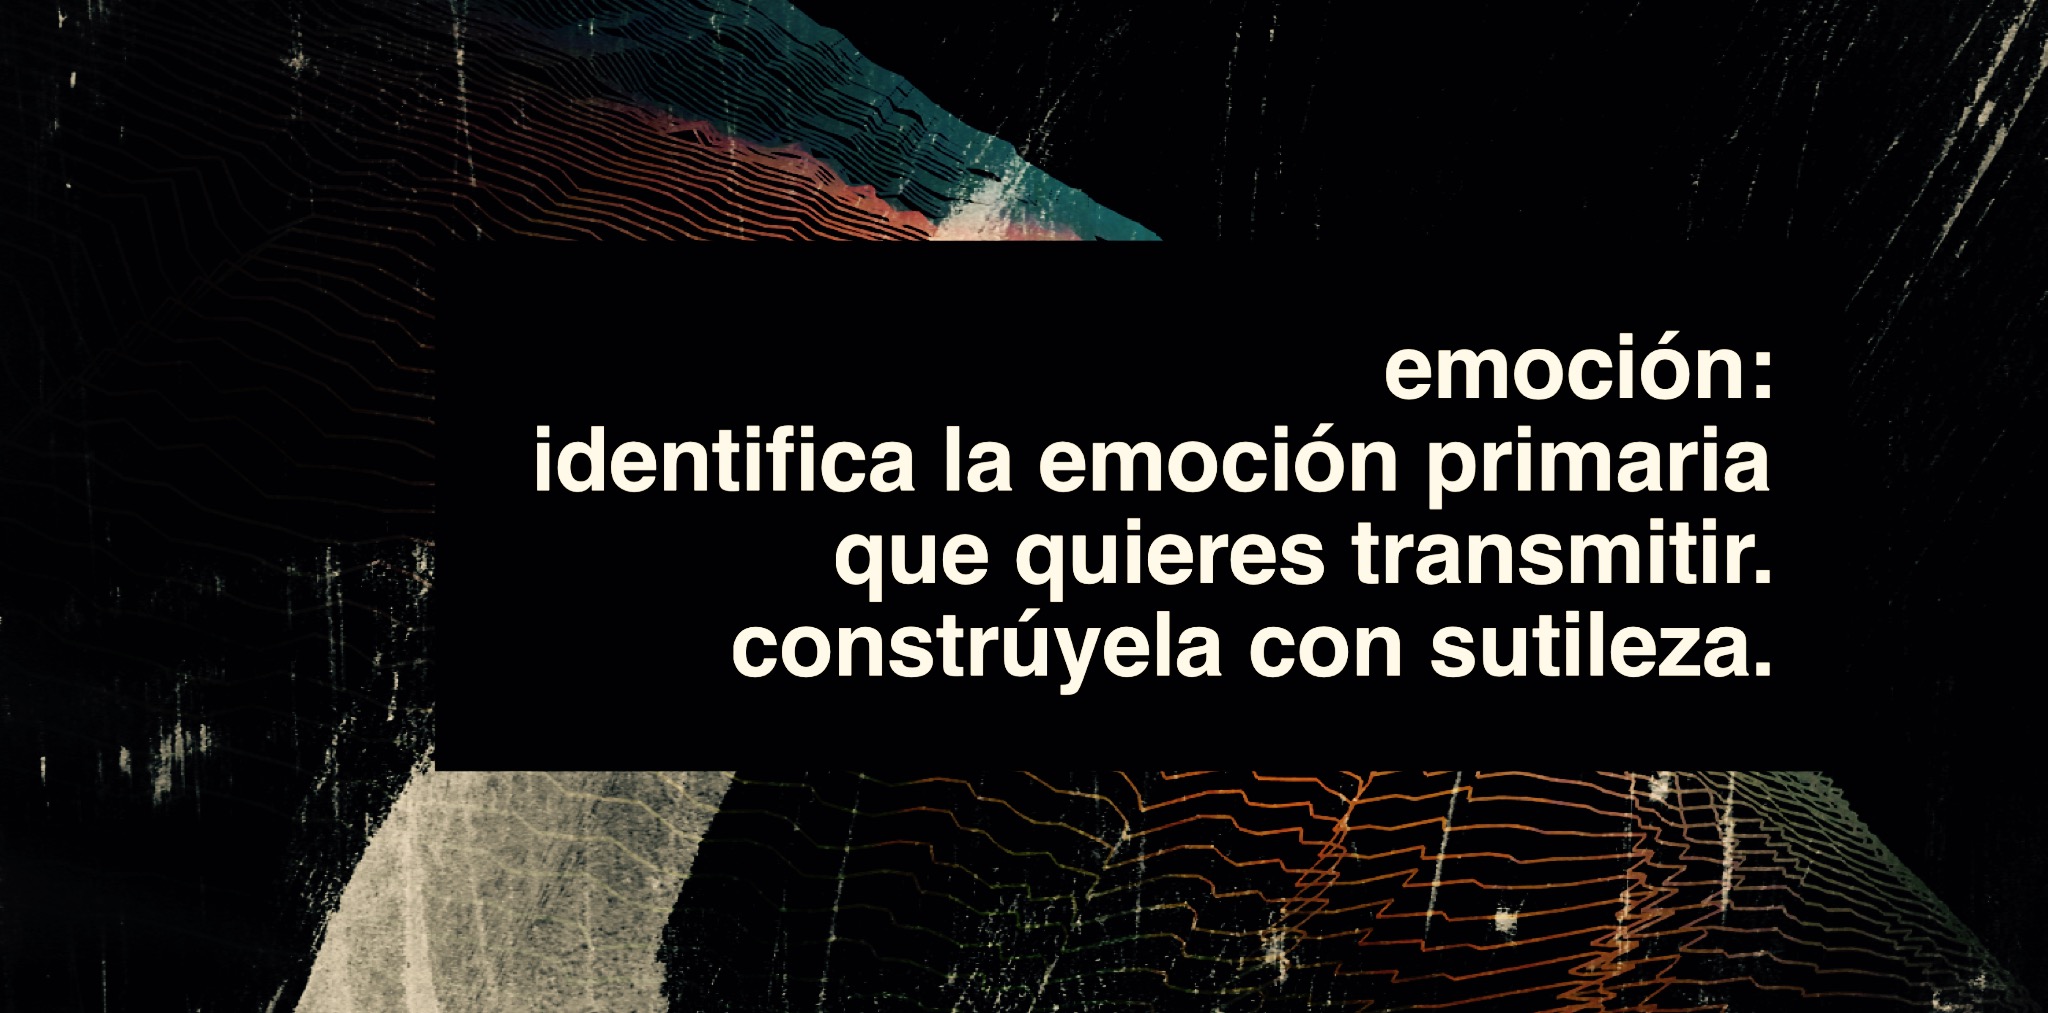 emoción:
identifica la emoción primaria
que quieres transmitir.
constrúyela con sutileza.